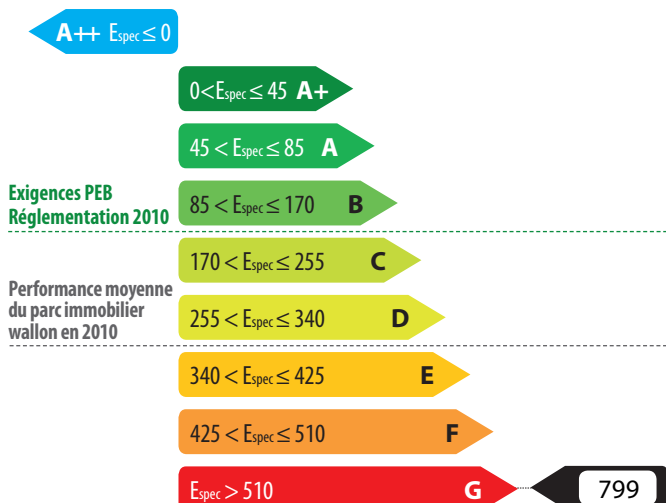 A++ Espec ≤ 0
0<Espec ≤ 45 A+
45 < Espec ≤ 85 A
Exigences PEB
Réglementation 2010
85 < Espec ≤ 170 B
170 < Espec ≤ 255 C
Performance moyenne
du parc immobilier
wallon en 2010
255 < Espec ≤ 340 D
340 < Espec ≤ 425 E
425 < Espec ≤ 510 F
Espec > 510 G 799